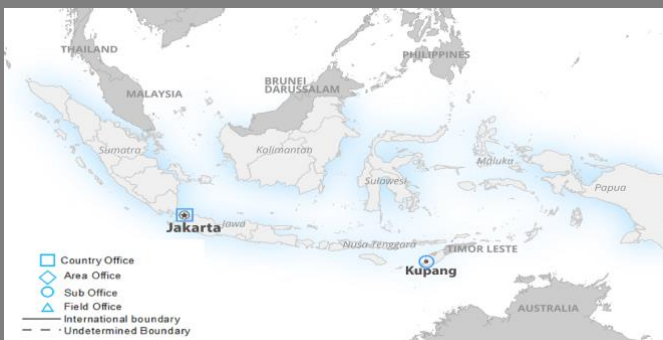 THAILAND
PHILIPPINES
BRUNEI
DARUSSALAM
MALAYSIA
Sumatra
Kalimantan
Maluka
Sulawesi
Papua
Jakarta
Jawa
Nusa Tenggara
TIMOR LESTE
Kupang
Country Office
Area Office
Sub Office
Field Office
International boundary
Undetermined Boundary
AUSTRALIA